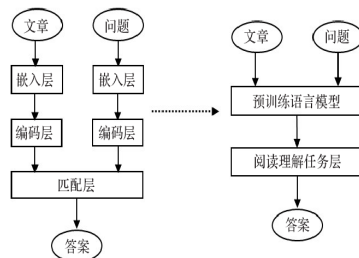 文章 问题
嵌入层 嵌入层
编码层 编码层
匹配层
答案
文章 问题
预训练语言模型
阅读理解任务层
答案